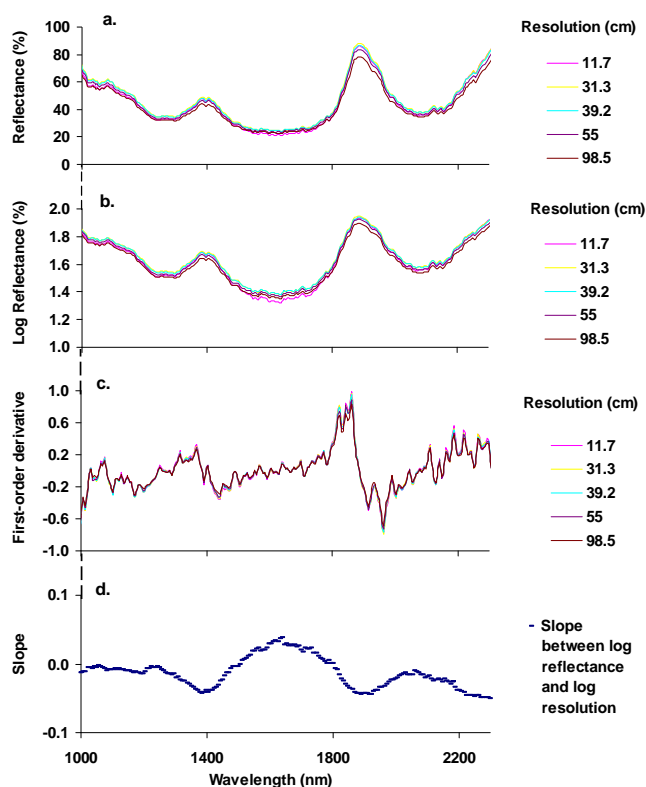 a.
Reflectance (%)
100
80
60
40
20
0
Resolution (cm)
11.7
31.3
39.2
55
98.5
b.
Log Reflectance (%)
2.0
1.8
1.6
1.4
1.2
1.0
1000
1400
1800
2200
Resolution (cm)
11.7
31.3
39.2
55
98.5
c.
First-order derivative
1.0
0.6
0.2
-0.2
-0.6
-1.0
Resolution (cm)
11.7
31.3
39.2
55
98.5
d.
Slope
0.1
0.0
-0.1
1000
1400
1800
2200
Wavelength (nm)
Slope
between log
reflectance
and log
resolution